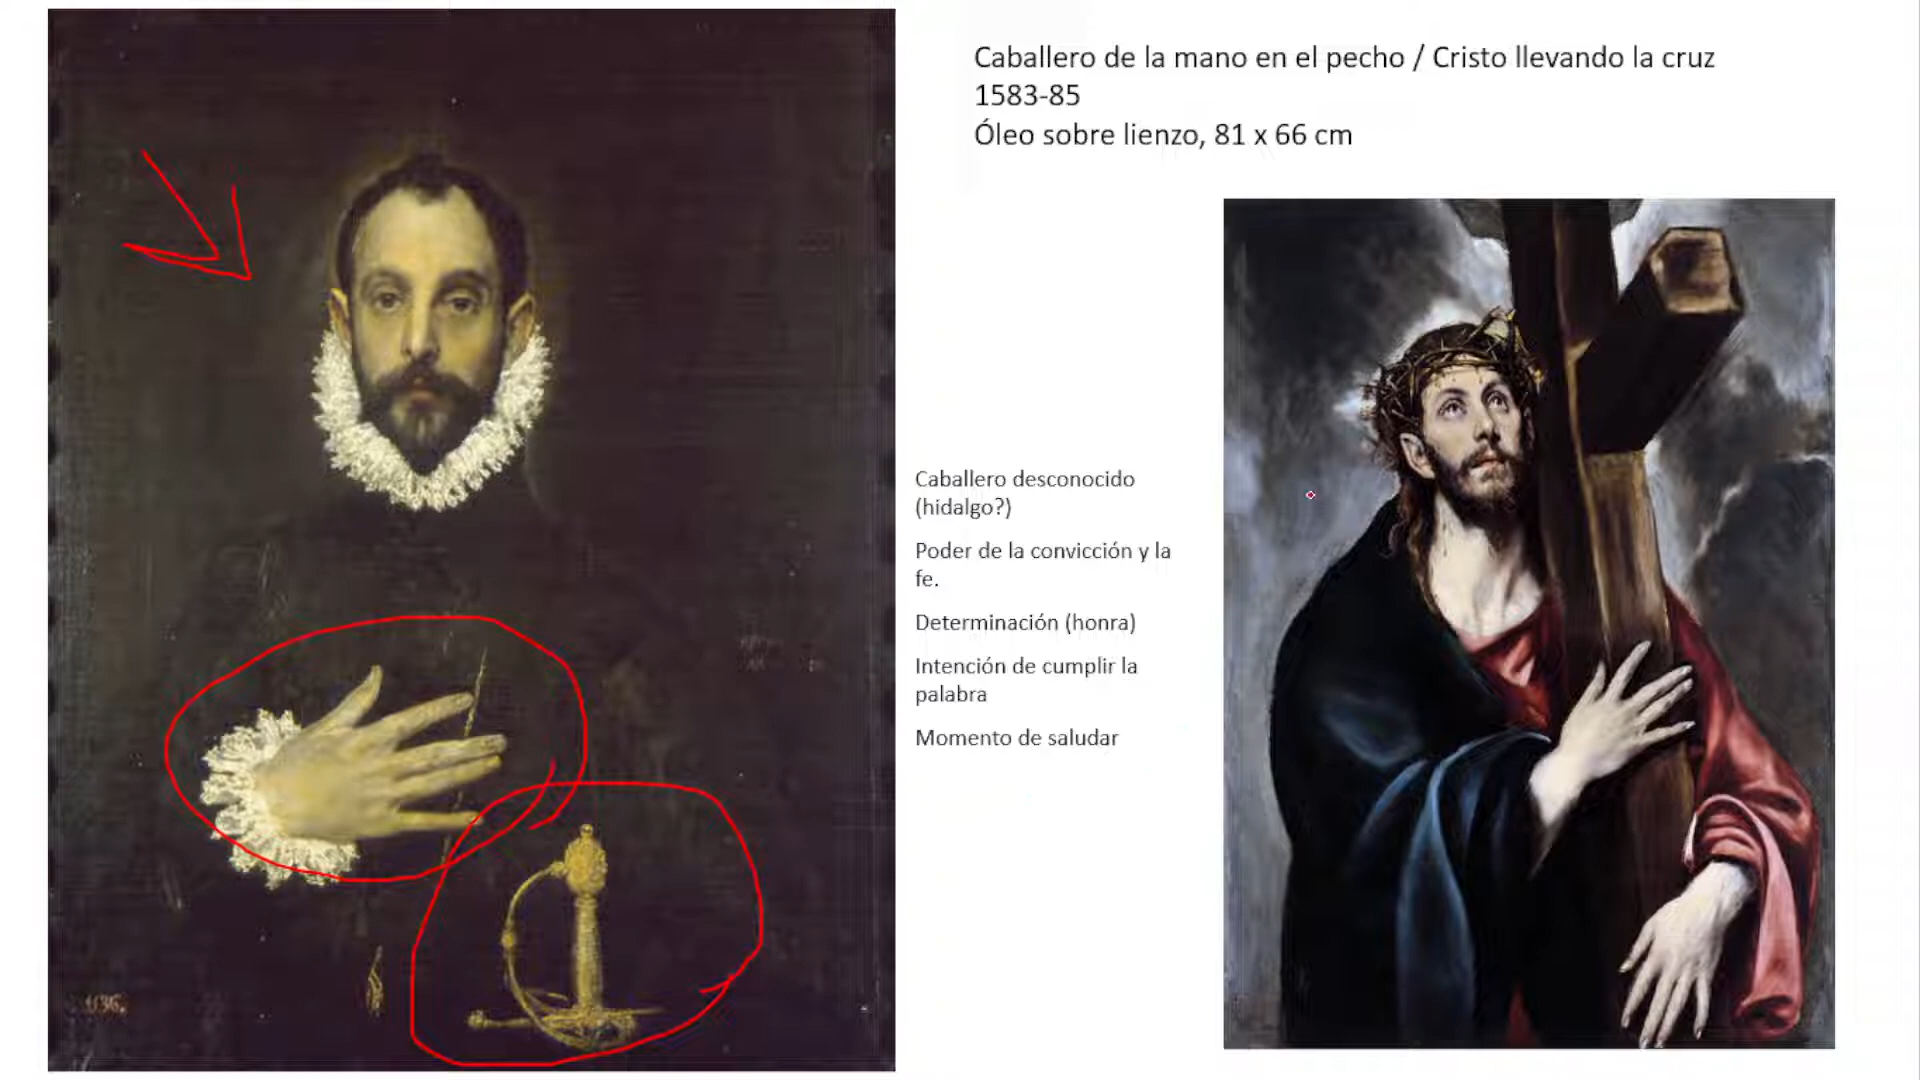 Caballero de la mano en el pecho / Cristo llevando la cruz
1583-85
Óleo sobre lienzo, 81 x 66 cm
Caballero desconocido
(hidalgo?)
Poder de la convicción y la
fe.
Determinación (honra)
Intención de cumplir la
palabra
Momento de saludar